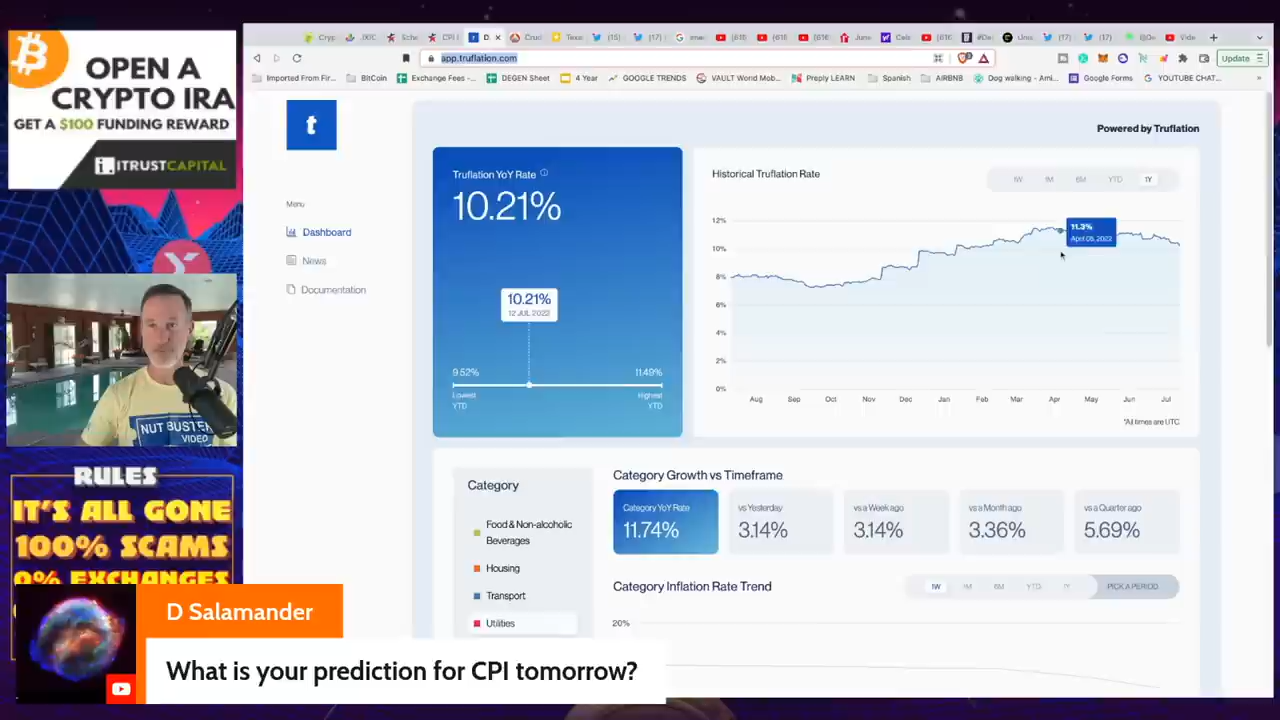 OPEN A
CRYPTO IRA
GET A $100 FUNDING REWARD
ITRUSTCAPITAL
NUT BUSTER
VIDEO
RULES
IT'S ALL GONE
100% SCAMS
0% EXCHANGES
D Salamander
What is your prediction for CPI tomorrow?
app.truflation.com
Update
Imported From Fir... BitCoin Exchange Fees -... DEGEN Sheet 4 Year GOOGLE TRENDS VAULT World Mob... Preply LEARN Spanish AIRBNB Dog walking - Ami... Google Forms YOUTUBE CHAT...
t
Menu
Dashboard
News
Documentation
Powered by Truflation
Truflation YoY Rate
10.21%
10.21%
12 JUL 2022
9.52% 11.49%
Lowest Highest
YTD YTD
Historical Truflation Rate
1M 6M YTD 1Y
12%
10%
8%
6%
4%
2%
0%
11.3%
April 05, 2022
Aug Sep Oct Nov Dec Jan Feb Mar Apr May Jun Jul
*All times are UTC
Category
Food & Non-alcoholic
Beverages
Housing
Transport
Utilities
Category Growth vs Timeframe
Category YoY Rate
11.74%
vs Yesterday
3.14%
vs a Week ago
3.14%
vs a Month ago
3.36%
vs a Quarter ago
5.69%
Category Inflation Rate Trend
1W 1M 6M YTD 1Y PICK A PERIOD
20%